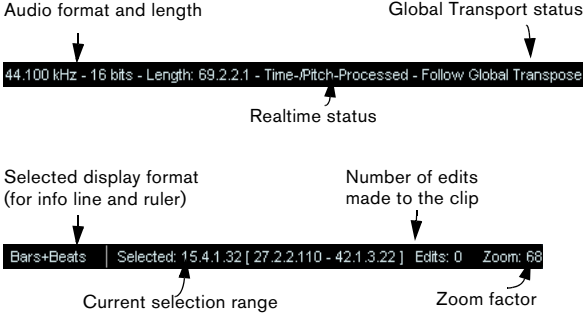 Audio format and length
Global Transport status
44.100 kHz - 16 bits - Length: 69.2.2.1 - Time-/Pitch-Processed - Follow Global Transpose
Realtime status
Selected display format
(for info line and ruler)
Number of edits
made to the clip
Bars+Beats Selected: 15.4.1.32 [ 27.2.2.110 - 42.1.3.22 ] Edits: 0 Zoom: 68
Current selection range
Zoom factor